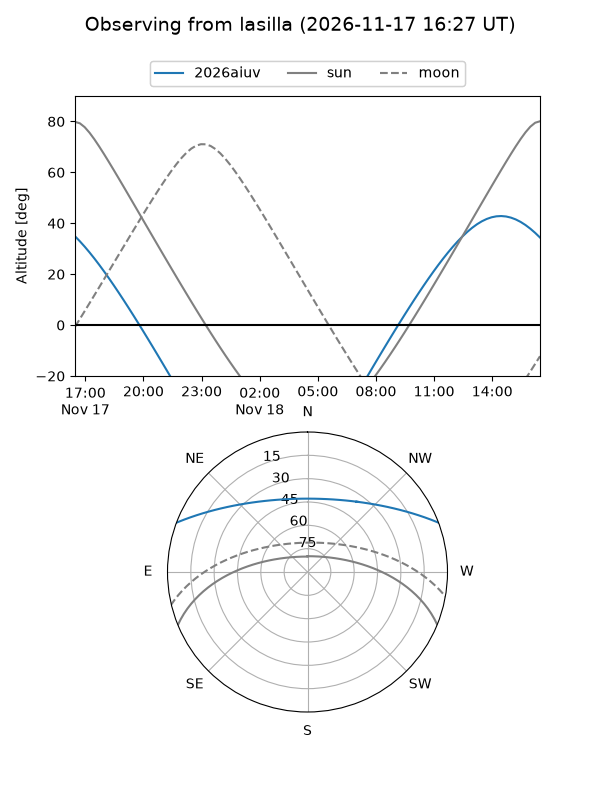 Observing from lasilla (2026-11-17 16:27 UT)
2026aiuv sun moon
Altitude [deg]
80
60
40
20
0
−20
17:00 20:00 23:00 02:00 05:00 08:00 11:00 14:00
Nov 17 Nov 18
N
NE NW
15
30
45
60
75
E W
SE SW
S